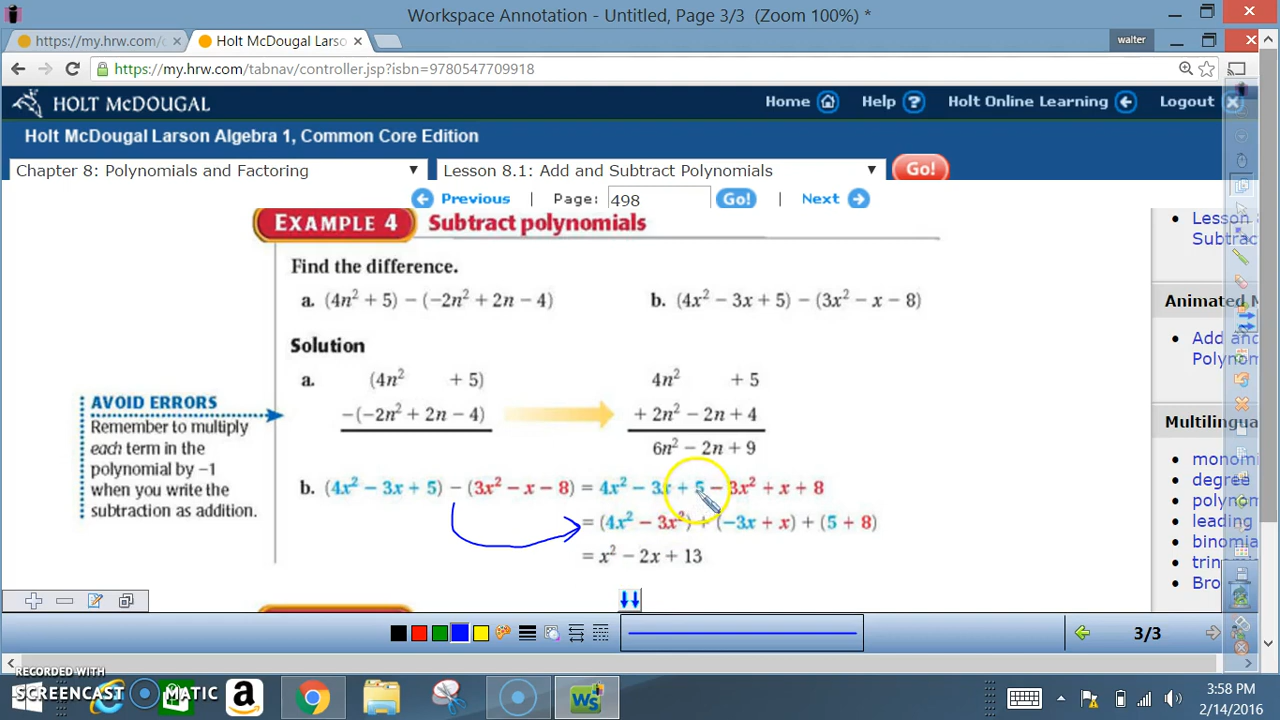 Workspace Annotation - Untitled, Page 3/3 (Zoom 100%) *
https://my.hrw.com/
Holt McDougal Larso
walter
https://my.hrw.com/tabnav/controller.jsp?isbn=9780547709918
HOLT MCDOUGAL
Home
Help ?
Holt Online Learning
Logout
Holt McDougal Larson Algebra 1, Common Core Edition
Chapter 8: Polynomials and Factoring
Lesson 8.1: Add and Subtract Polynomials
Go!
Previous | Page: 498 Go! | Next
EXAMPLE 4 Subtract polynomials
Find the difference.
a. (4n² + 5) − (−2n² + 2n − 4) b. (4x² − 3x + 5) − (3x² − x − 8)
Solution
a. (4n² + 5) 4n² + 5
−(−2n² + 2n − 4) + 2n² − 2n + 4
6n² − 2n + 9
b. (4x² − 3x + 5) − (3x² − x − 8) = 4x² − 3x + 5 − 3x² + x + 8
= (4x² − 3x²) + (−3x + x) + (5 + 8)
= x² − 2x + 13
AVOID ERRORS
Remember to multiply
each term in the
polynomial by −1
when you write the
subtraction as addition.
Lesson
Subtrac
Animated M
Add and
Polynom
Multilingua
monom
degree
polynom
leading
binomia
trin
Bro
3/3
RECORDED WITH
SCREENCAST MATIC
3:58 PM
2/14/2016